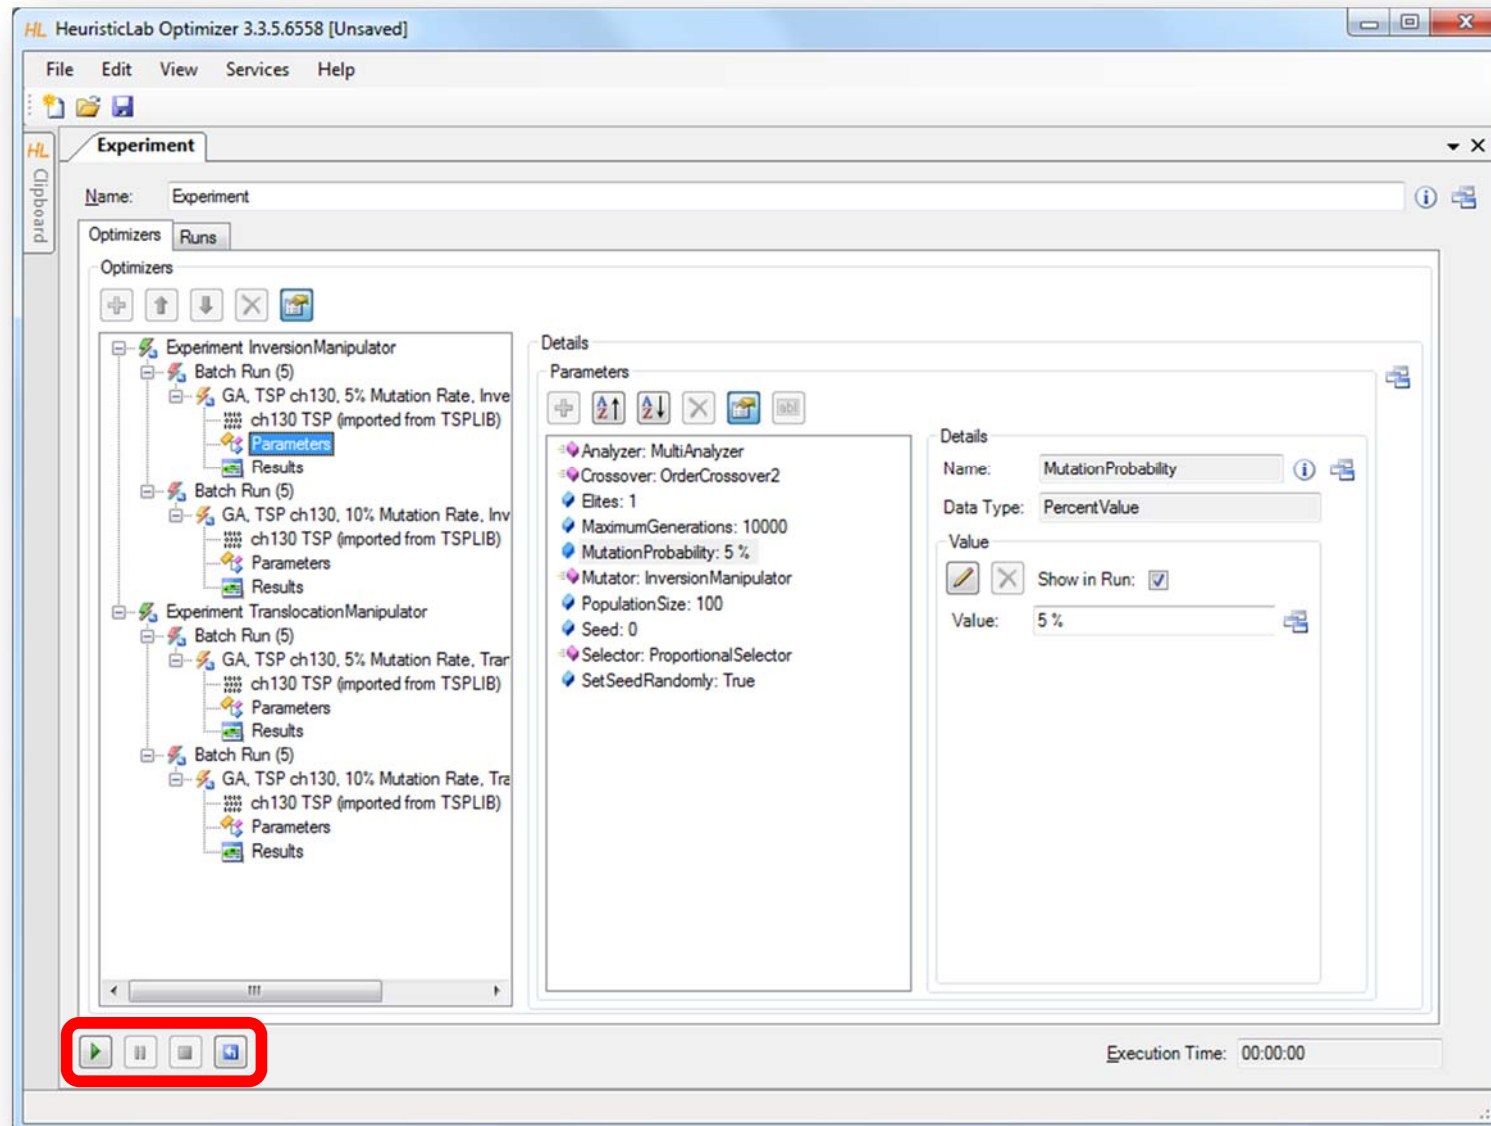 HL HeuristicLab Optimizer 3.3.5.6558 [Unsaved]
File Edit View Services Help
HL Clipboard
Experiment
Name: Experiment
Optimizers Runs
Optimizers
Experiment InversionManipulator
Batch Run (5)
GA, TSP ch130, 5% Mutation Rate, Inve
ch130 TSP (imported from TSPLIB)
Parameters
Results
Batch Run (5)
GA, TSP ch130, 10% Mutation Rate, Inv
ch130 TSP (imported from TSPLIB)
Parameters
Results
Experiment TranslocationManipulator
Batch Run (5)
GA, TSP ch130, 5% Mutation Rate, Tran
ch130 TSP (imported from TSPLIB)
Parameters
Results
Batch Run (5)
GA, TSP ch130, 10% Mutation Rate, Tra
ch130 TSP (imported from TSPLIB)
Parameters
Results
Details
Parameters
Analyzer: MultiAnalyzer
Crossover: OrderCrossover2
Elites: 1
MaximumGenerations: 10000
MutationProbability: 5 %
Mutator: InversionManipulator
PopulationSize: 100
Seed: 0
Selector: ProportionalSelector
SetSeedRandomly: True
Details
Name: MutationProbability
Data Type: PercentValue
Value
Show in Run:
Value: 5 %
Execution Time: 00:00:00